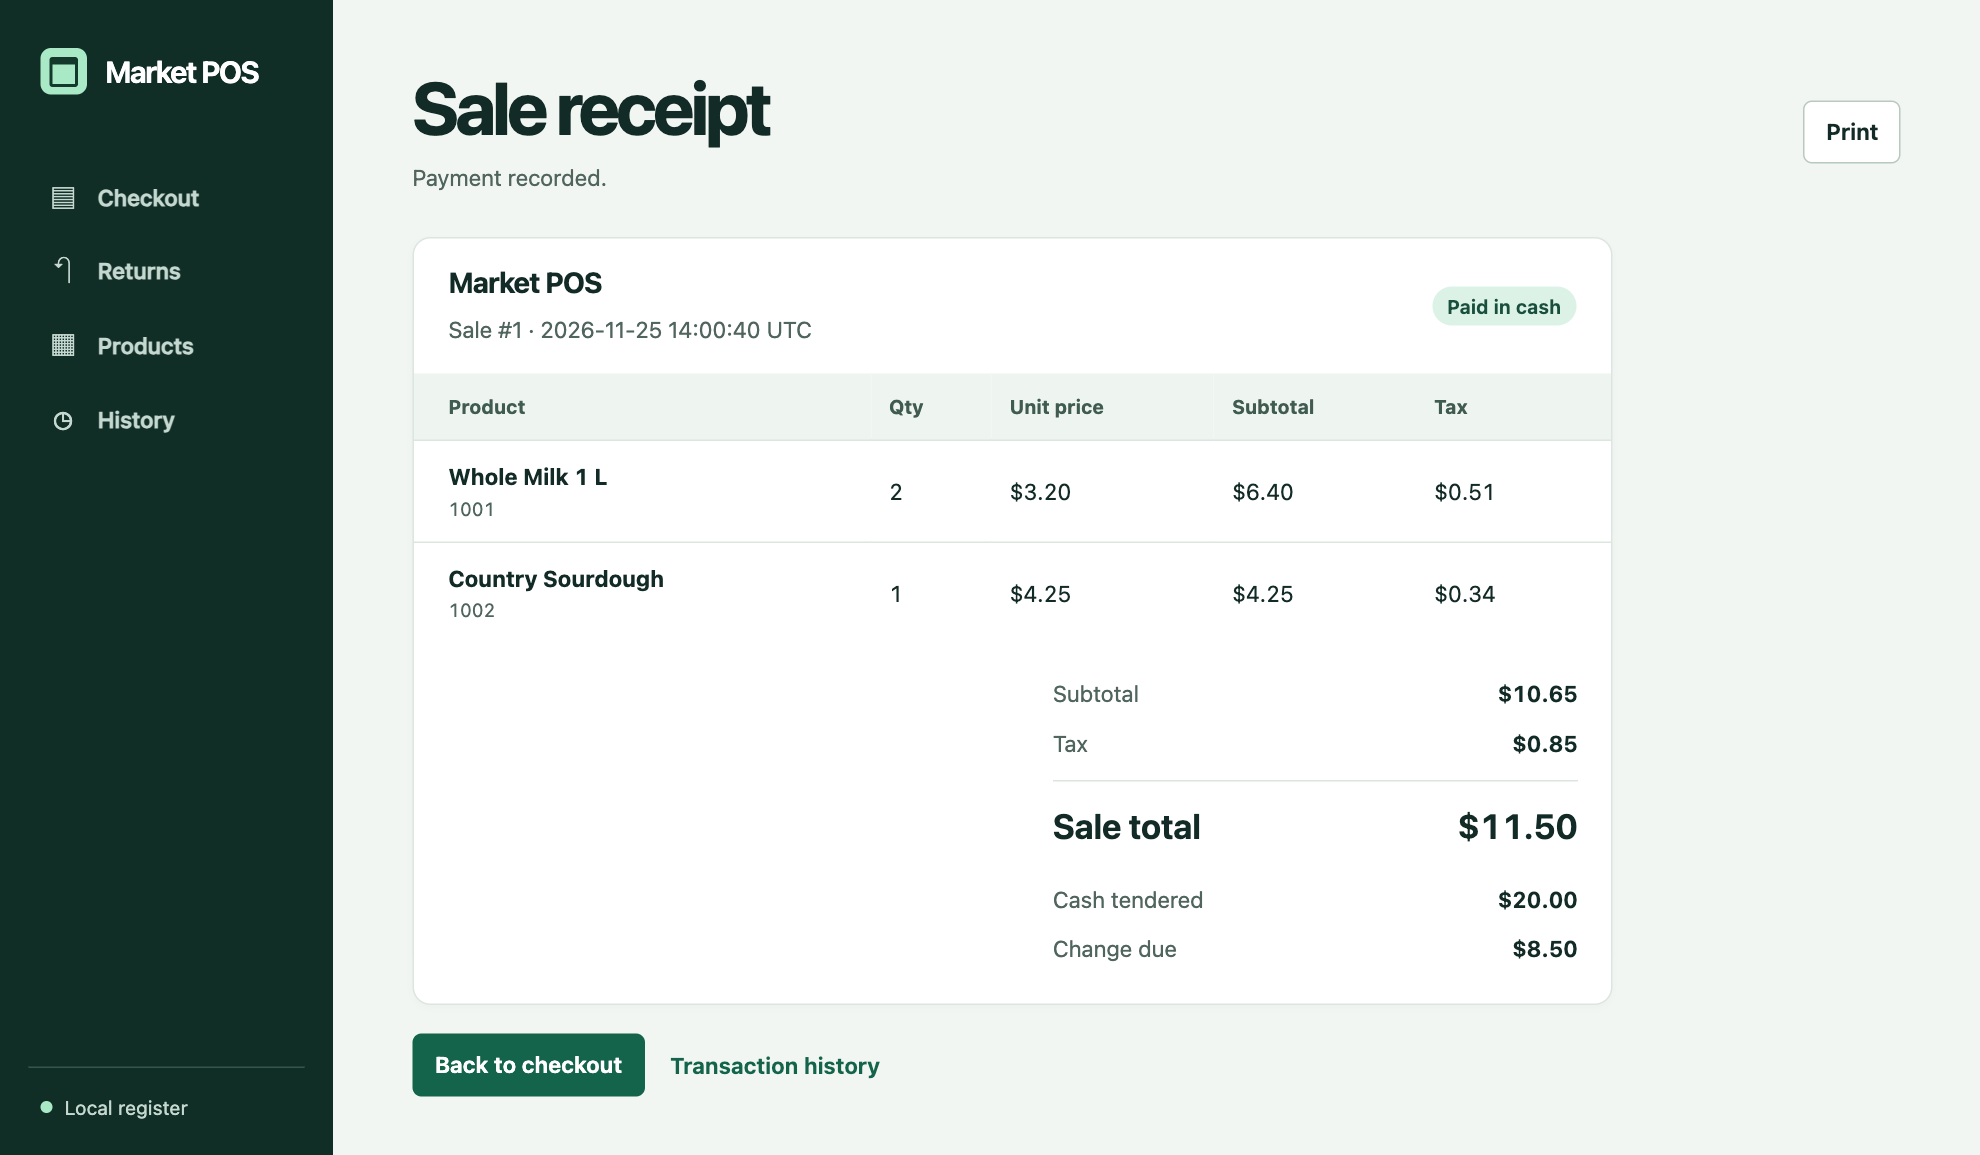 Market POS
Checkout
Returns
Products
History
Local register
Sale receipt
Payment recorded.
Print
Market POS
Sale #1 · 2026-11-25 14:00:40 UTC
Paid in cash
Product Qty Unit price Subtotal Tax
Whole Milk 1 L
1001
2 $3.20 $6.40 $0.51
Country Sourdough
1002
1 $4.25 $4.25 $0.34
Subtotal $10.65
Tax $0.85
Sale total $11.50
Cash tendered $20.00
Change due $8.50
Back to checkout Transaction history